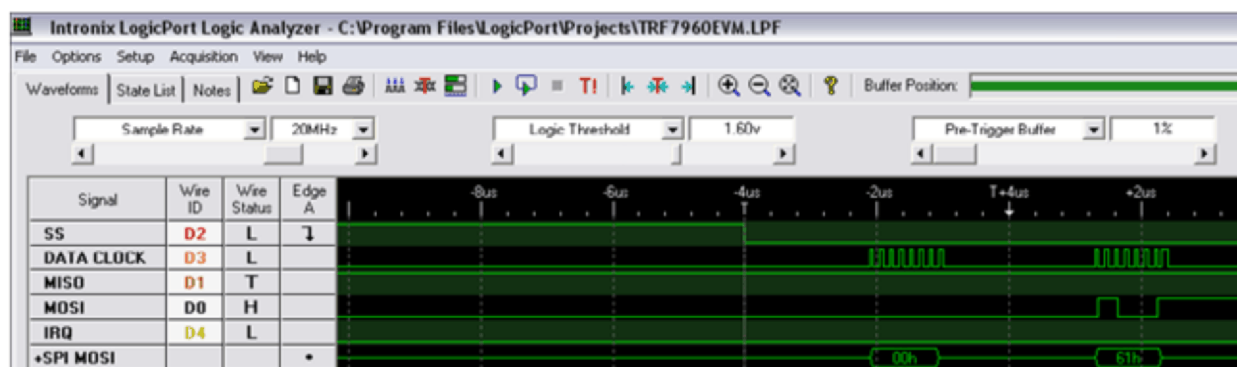 Intronix LogicPort Logic Analyzer - C:\Program Files\LogicPort\Projects\TRF7960EVM.LPF
File Options Setup Acquisition View Help
Waveforms State List Notes T! Buffer Position:
Sample Rate 20MHz Logic Threshold 1.60v Pre-Trigger Buffer 1%
Signal Wire ID Wire Status Edge A -8us -6us -4us -2us T+4us +2us
T
SS D2 L
DATA CLOCK D3 L
MISO D1 T
MOSI D0 H
IRQ D4 L
+SPI MOSI 00h 61h